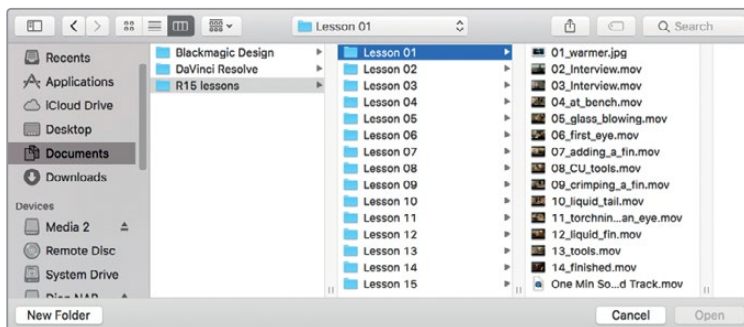 Lesson 01
Search
Recents
Applications
iCloud Drive
Desktop
Documents
Downloads
Devices
Media 2
Remote Disc
System Drive
Blackmagic Design
DaVinci Resolve
R15 lessons
Lesson 01
Lesson 02
Lesson 03
Lesson 04
Lesson 05
Lesson 06
Lesson 07
Lesson 08
Lesson 09
Lesson 10
Lesson 11
Lesson 12
Lesson 13
Lesson 14
Lesson 15
01_warmer.jpg
02_Interview.mov
03_Interview.mov
04_at_bench.mov
05_glass_blowing.mov
06_first_eye.mov
07_adding_a_fin.mov
08_CU_tools.mov
09_crimping_a_fin.mov
10_liquid_tail.mov
11_torchnin...an_eye.mov
12_liquid_fin.mov
13_tools.mov
14_finished.mov
One Min So...d Track.mov
New Folder
Cancel
Open